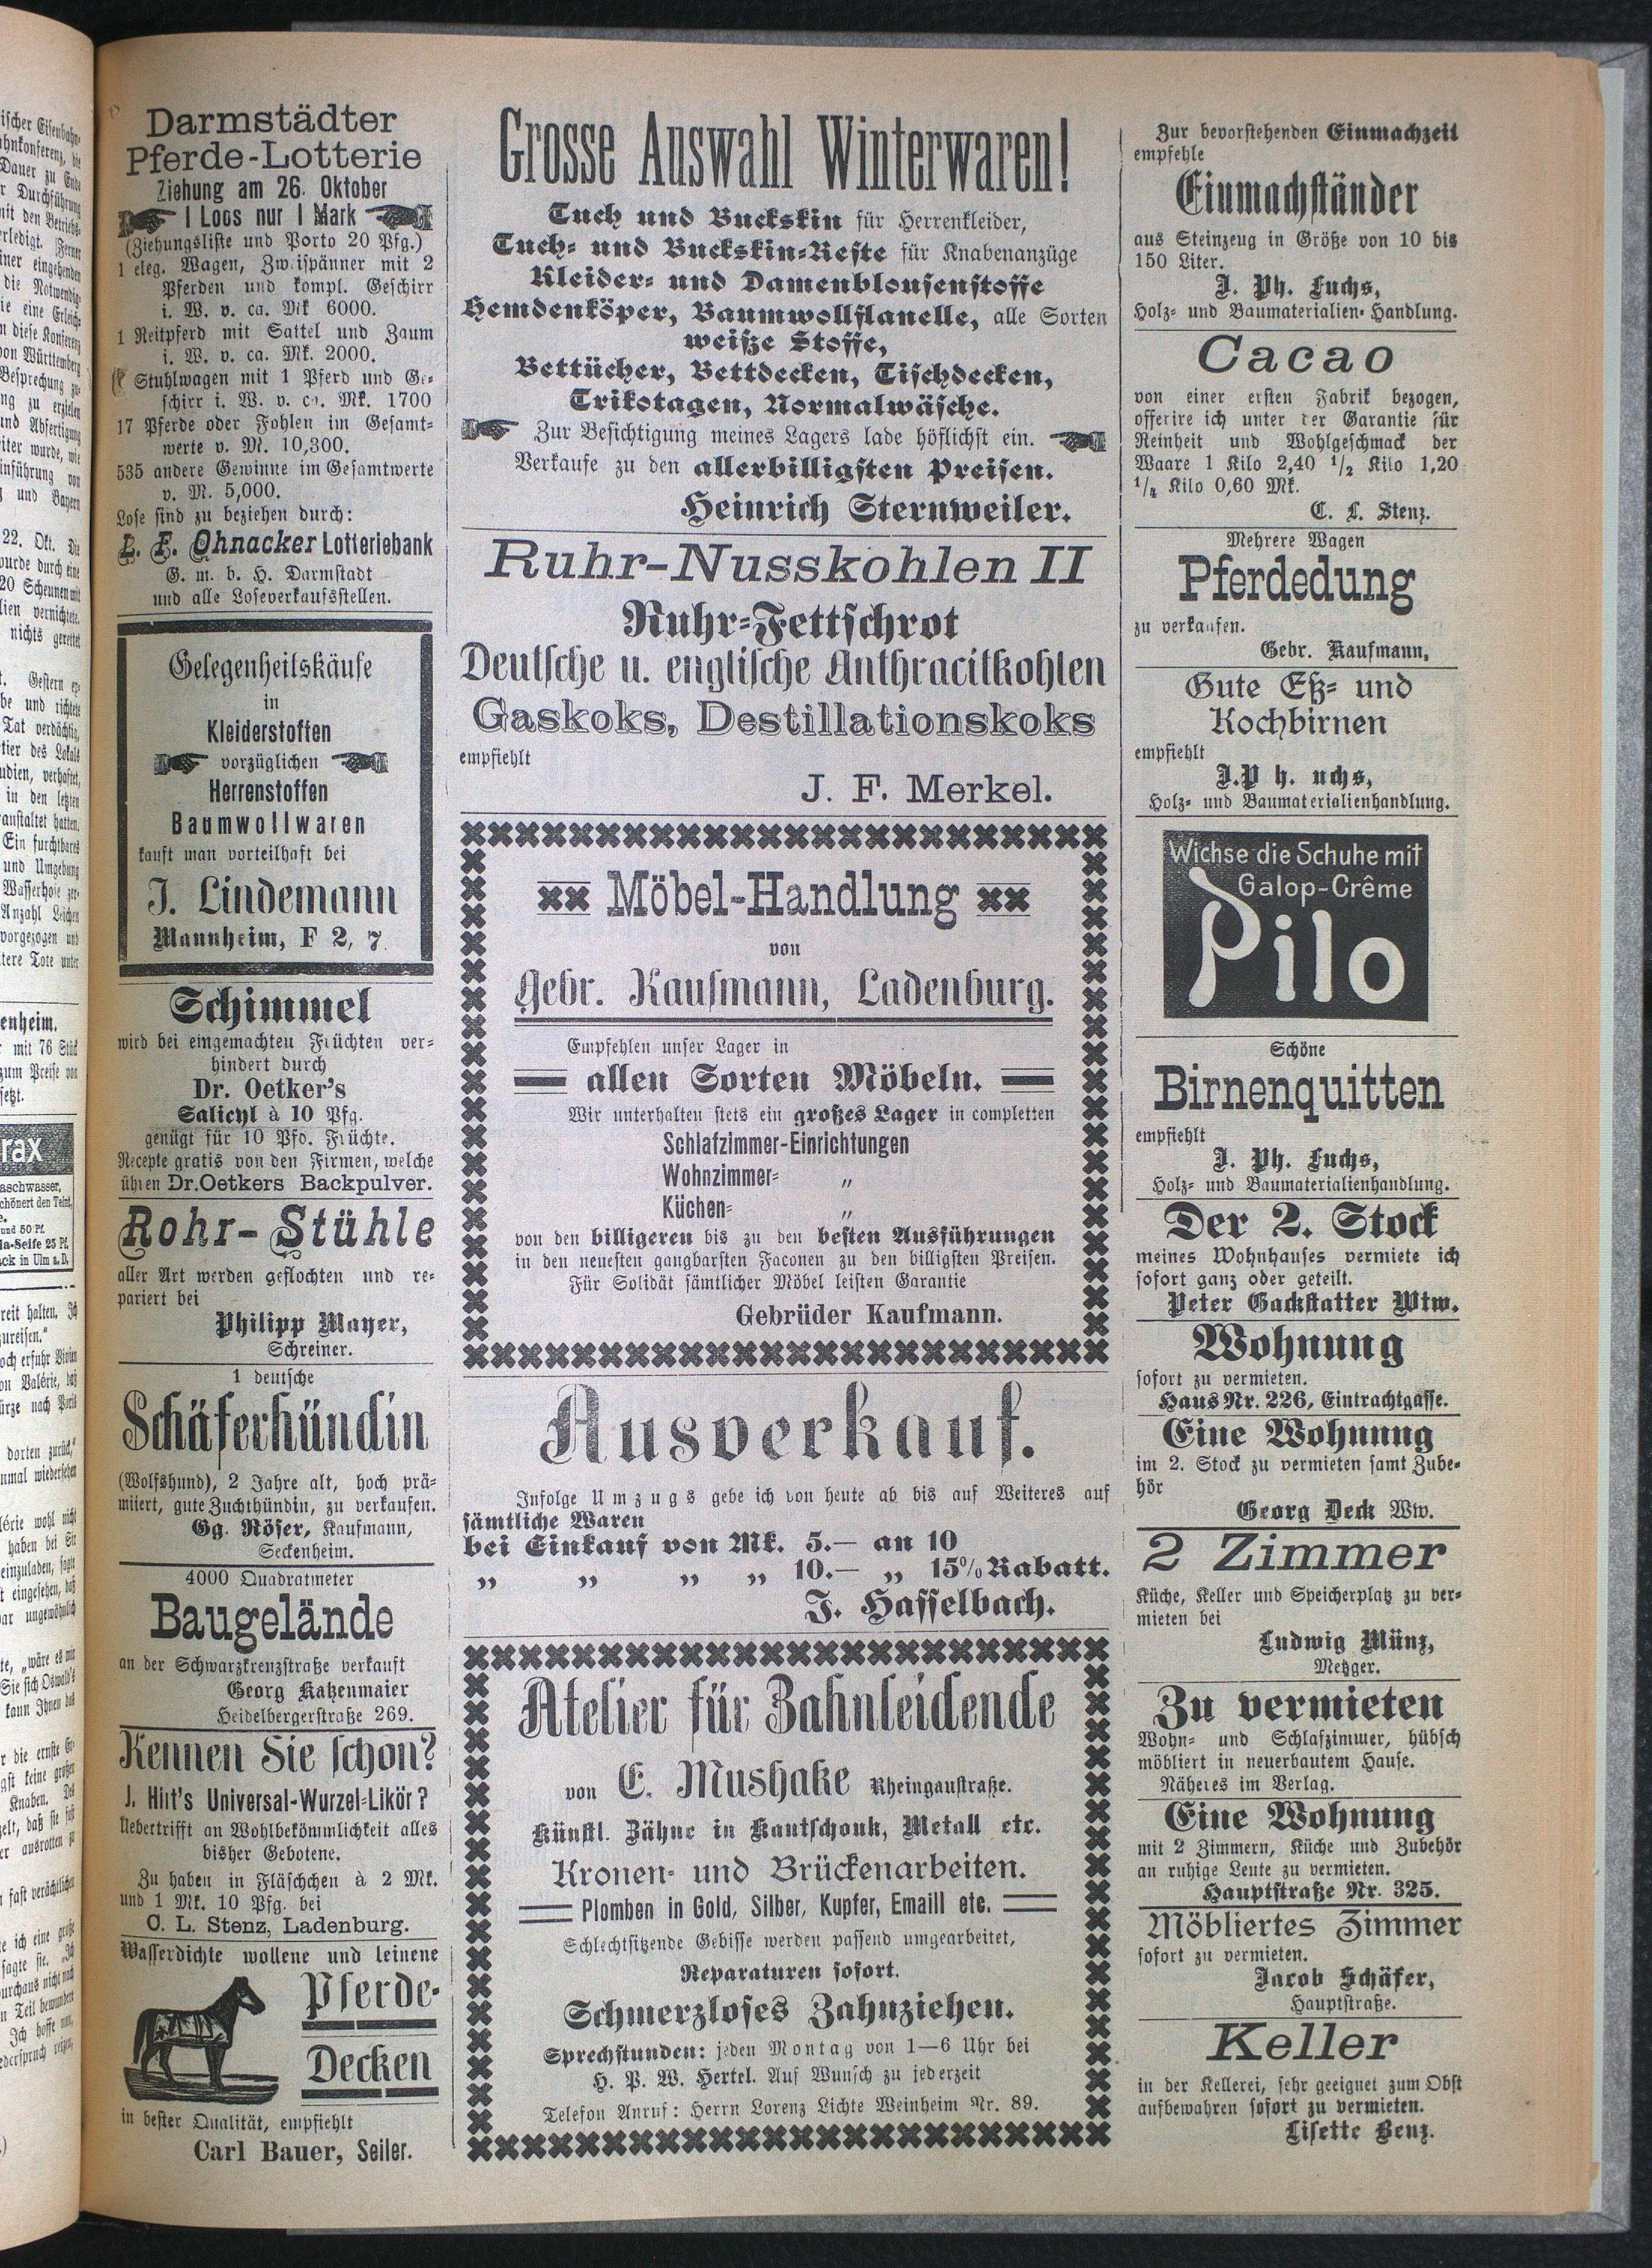 Darmstädter
Pferde-Lotterie
Ziehung am 26. Oktober
1 Loos nur 1 Mark
(Ziehungsliste und Porto 20 Pfg.)
1 eleg. Wagen, Zweispänner mit 2
Pferden und kompl. Geschirr
i. W. v. ca. Mk 6000.
1 Reitpferd mit Sattel und Zaum
i. W. v. ca. Mk. 2000.
Stuhlwagen mit 1 Pferd und Ge-
schirr i. W. v. ca. Mk. 1700
17 Pferde oder Fohlen im Gesamt-
werte v. M. 10,300.
535 andere Gewinne im Gesamtwerte
v. M. 5,000.
Lose sind zu beziehen durch:
L. F. Ohnacker Lotteriebank
G. m. b. H. Darmstadt
und alle Loseverkaufsstellen.
Gelegenheitskäufe
in
Kleiderstoffen
vorzüglichen
Herrenstoffen
Baumwollwaren
kauft man vorteilhaft bei
J. Lindemann
Mannheim, F 2, 7.
Schimmel
wird bei eingemachten Früchten ver-
hindert durch
Dr. Oetker's
Salicyl à 10 Pfg.
genügt für 10 Pfd. Früchte.
Recepte gratis von den Firmen, welche
ühren Dr. Oetkers Backpulver.
Rohr-Stühle
aller Art werden geflochten und re-
pariert bei
Philipp Mayer,
Schreiner.
1 deutsche
Schäferhündin
(Wolfshund), 2 Jahre alt, hoch prä-
miiert, gute Zuchthündin, zu verkaufen.
Gg. Röser, Kaufmann,
Seckenheim.
4000 Quadratmeter
Baugelände
an der Schwarzkreuzstraße verkauft
Georg Katzenmaier
Heidelbergerstraße 269.
Kennen Sie schon?
J. Hirt's Universal-Wurzel-Likör?
Uebertrifft an Wohlbekömmlichkeit alles
bisher Gebotene.
Zu haben in Fläschchen à 2 Mk.
und 1 Mk. 10 Pfg. bei
C. L. Stenz, Ladenburg.
Wasserdichte wollene und leinene
Pferde-
Decken
in bester Qualität, empfiehlt
Carl Bauer, Seiler.
Grosse Auswahl Winterwaren!
Tuch und Buckskin für Herrenkleider,
Tuch- und Buckskin-Reste für Knabenanzüge
Kleider- und Damenblousenstoffe
Hemdenköper, Baumwollflanelle, alle Sorten
weiße Stoffe,
Bettücher, Bettdecken, Tischdecken,
Trikotagen, Normalwäsche.
Zur Besichtigung meines Lagers lade höflichst ein.
Verkaufe zu den allerbilligsten Preisen.
Heinrich Sternweiler.
Ruhr-Nusskohlen II
Ruhr-Fettschrot
Deutsche u. englische Anthracitkohlen
Gaskoks, Destillationskoks
empfiehlt
J. F. Merkel.
Möbel-Handlung
von
Gebr. Kaufmann, Ladenburg.
Empfehlen unser Lager in
allen Sorten Möbeln.
Wir unterhalten stets ein großes Lager in completten
Schlafzimmer-Einrichtungen
Wohnzimmer- "
Küchen- "
von den billigeren bis zu den besten Ausführungen
in den neuesten gangbarsten Faconen zu den billigsten Preisen.
Für Solidät sämtlicher Möbel leisten Garantie
Gebrüder Kaufmann.
Ausverkauf.
Infolge Umzugs gebe ich von heute ab bis auf Weiteres auf
sämtliche Waren
bei Einkauf von Mk. 5.— an 10
" " " " 10.— " 15% Rabatt.
J. Hasselbach.
Atelier für Zahnleidende
von E. Mushake Rheingaustraße.
Künstl. Zähne in Kautschouk, Metall etc.
Kronen- und Brückenarbeiten.
Plomben in Gold, Silber, Kupfer, Emaill etc.
Schlechtsitzende Gebisse werden passend umgearbeitet,
Reparaturen sofort.
Schmerzloses Zahnziehen.
Sprechstunden: jeden Montag von 1—6 Uhr bei
H. P. W. Hertel. Auf Wunsch zu jederzeit
Telefon Anruf: Herrn Lorenz Lichte Weinheim Nr. 89.
Zur bevorstehenden Einmachzeit
empfehle
Einmachständer
aus Steinzeug in Größe von 10 bis
150 Liter.
J. Ph. Fuchs,
Holz- und Baumaterialien-Handlung.
Cacao
von einer ersten Fabrik bezogen,
offerire ich unter der Garantie für
Reinheit und Wohlgeschmack der
Waare 1 Kilo 2,40 1/2 Kilo 1,20
1/4 Kilo 0,60 Mk.
C. L. Stenz.
Mehrere Wagen
Pferdedung
zu verkaufen.
Gebr. Kaufmann,
Gute Eß- und
Kochbirnen
empfiehlt
J.P h. uchs,
Holz- und Baumaterialienhandlung.
Wichse die Schuhe mit
Galop-Crême
Pilo
Schöne
Birnenquitten
empfiehlt
J. Ph. Fuchs,
Holz- und Baumaterialienhandlung.
Der 2. Stock
meines Wohnhauses vermiete ich
sofort ganz oder geteilt.
Peter Gackstatter Wtw.
Wohnung
sofort zu vermieten.
Haus Nr. 226, Eintrachtgasse.
Eine Wohnung
im 2. Stock zu vermieten samt Zube-
hör
Georg Deck Ww.
2 Zimmer
Küche, Keller und Speicherplatz zu ver-
mieten bei
Ludwig Münz,
Metzger.
Zu vermieten
Wohn- und Schlafzimmer, hübsch
möbliert in neuerbautem Hause.
Näheres im Verlag.
Eine Wohnung
mit 2 Zimmern, Küche und Zubehör
an ruhige Leute zu vermieten.
Hauptstraße Nr. 325.
Möbliertes Zimmer
sofort zu vermieten.
Jacob Schäfer,
Hauptstraße.
Keller
in der Kellerei, sehr geeignet zum Obst
aufbewahren sofort zu vermieten.
Lisette Benz.